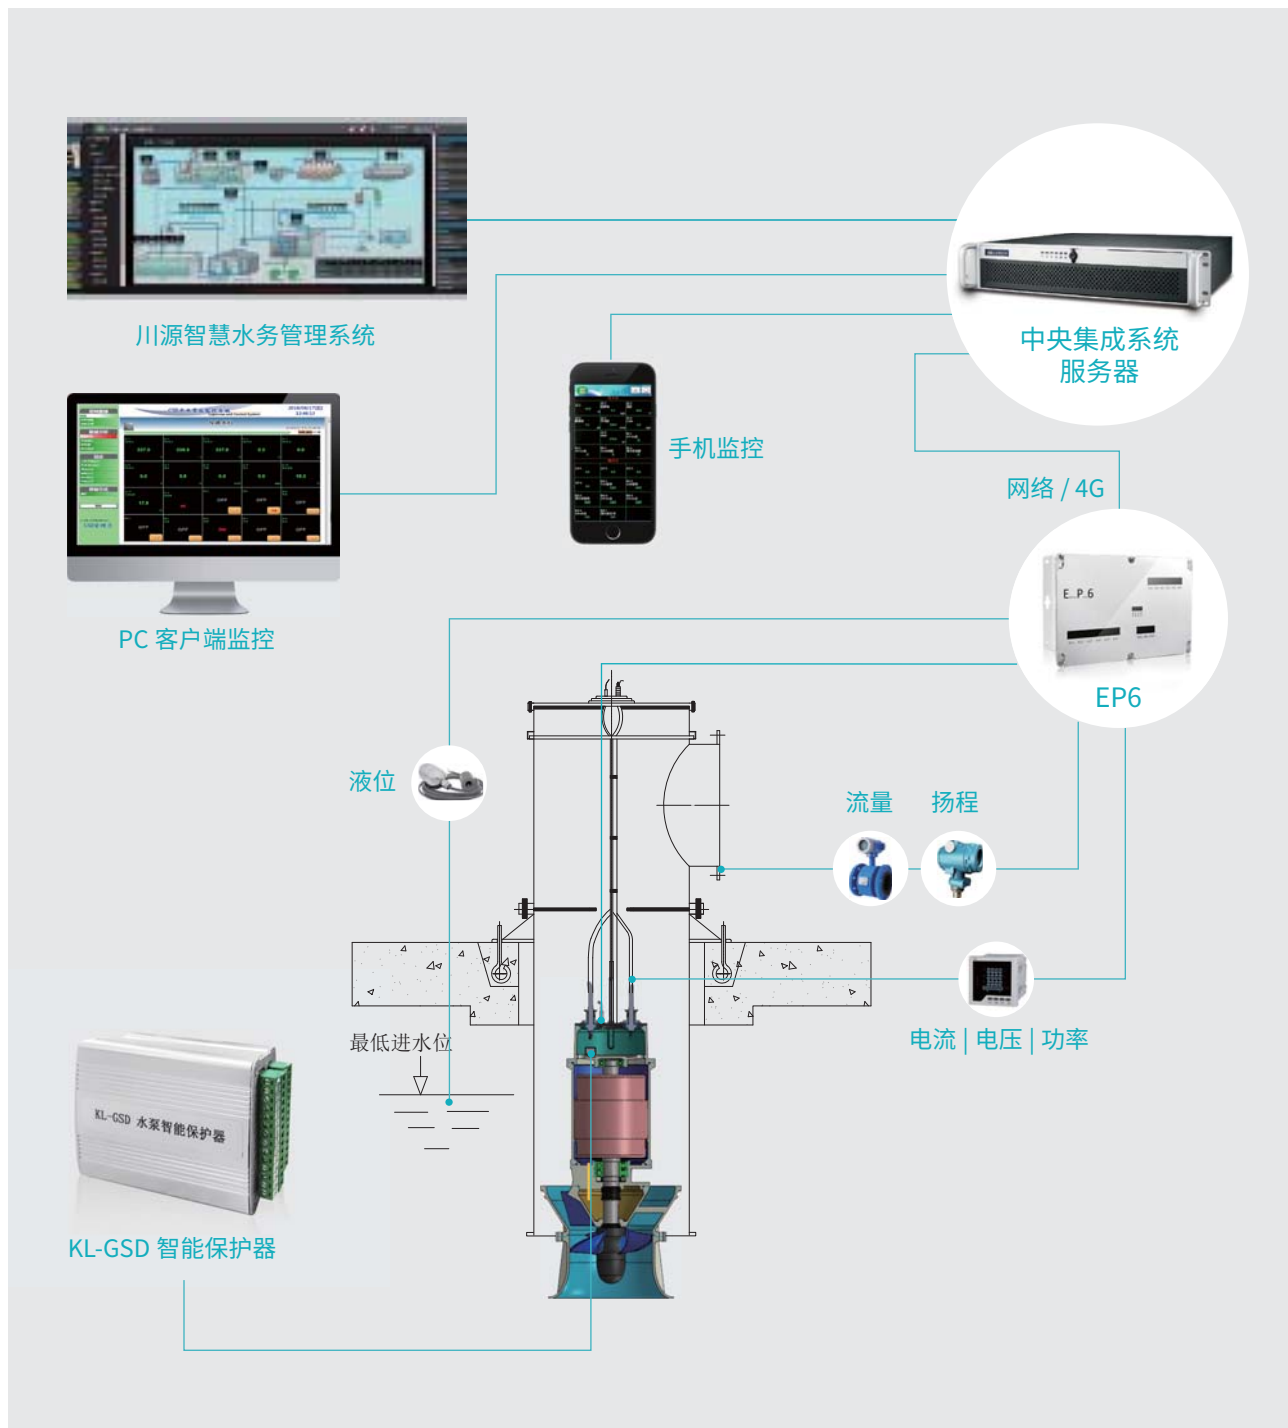 川源智慧水务管理系统
中央集成系统
服务器
手机监控
网络 / 4G
E_P_6
PC 客户端监控
EP6
液位
流量
扬程
电流 | 电压 | 功率
最低进水位
KL-GSD 水泵智能保护器
KL-GSD 智能保护器